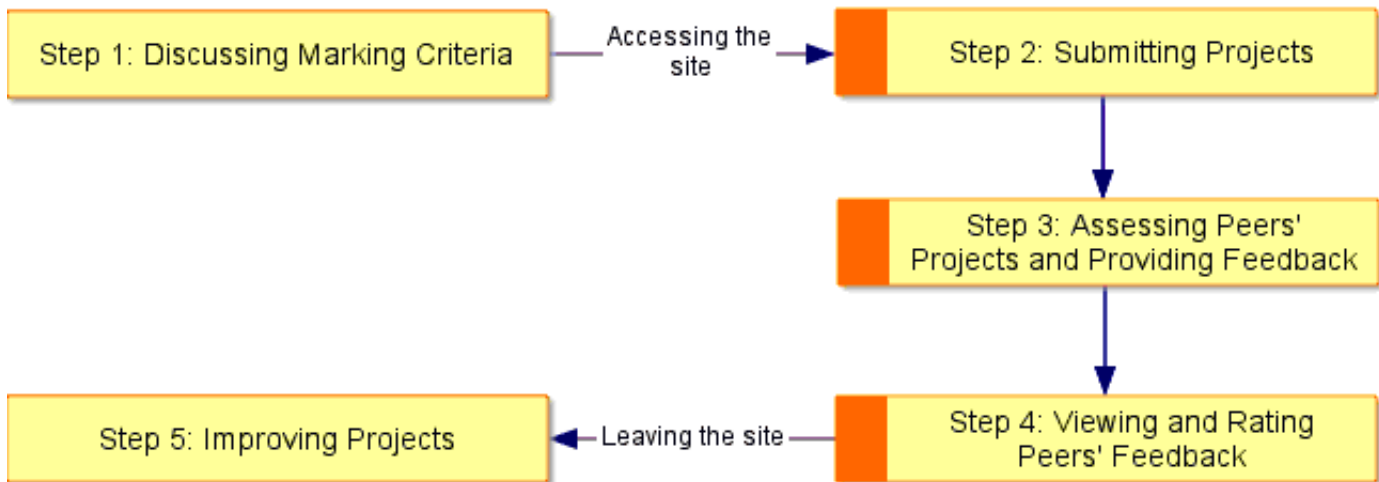 Step 1: Discussing Marking Criteria
Accessing the
site
Step 2: Submitting Projects
Step 3: Assessing Peers'
Projects and Providing Feedback
Step 4: Viewing and Rating
Peers' Feedback
Leaving the site
Step 5: Improving Projects